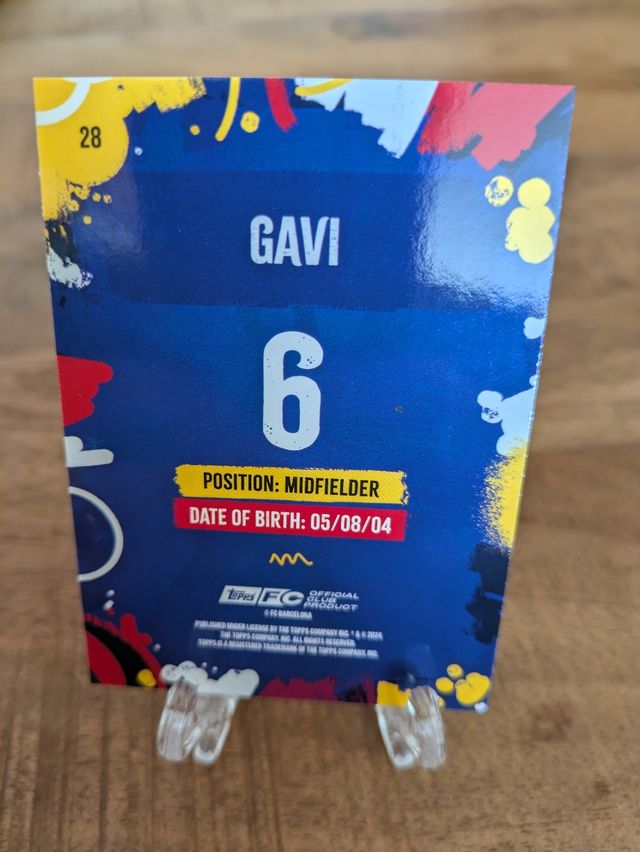 28
GAVI
6
POSITION: MIDFIELDER
DATE OF BIRTH: 05/08/04
Topps FC OFFICIAL
CLUB
PRODUCT
© FC BARCELONA
PUBLISHED UNDER LICENSE BY THE TOPPS COMPANY INC. ® & © 2024
THE TOPPS COMPANY, INC. ALL RIGHTS RESERVED.
TOPPS IS A REGISTERED TRADEMARK OF THE TOPPS COMPANY, INC.